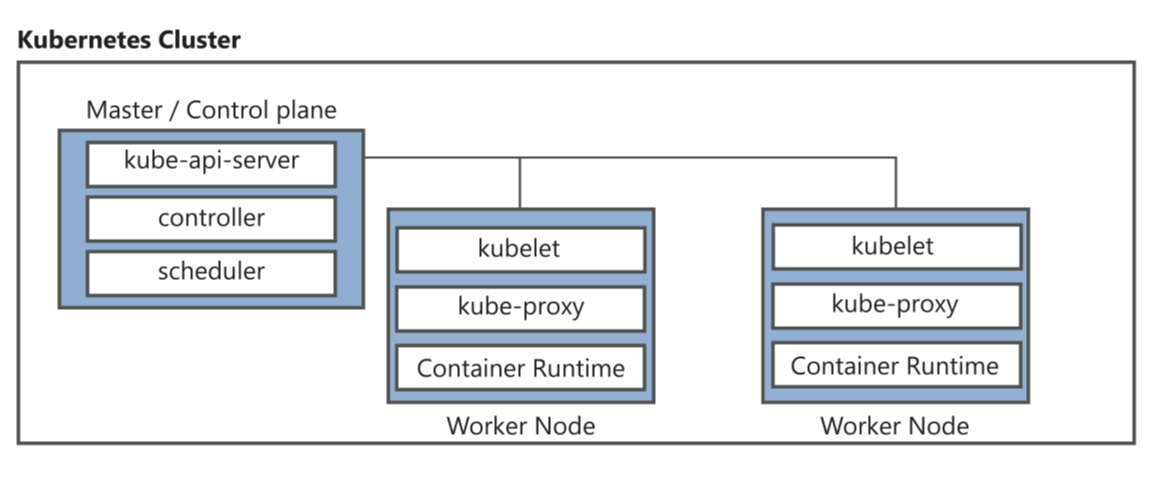 Kubernetes Cluster
Master / Control plane
kube-api-server
controller
scheduler
kubelet
kube-proxy
Container Runtime
Worker Node
kubelet
kube-proxy
Container Runtime
Worker Node